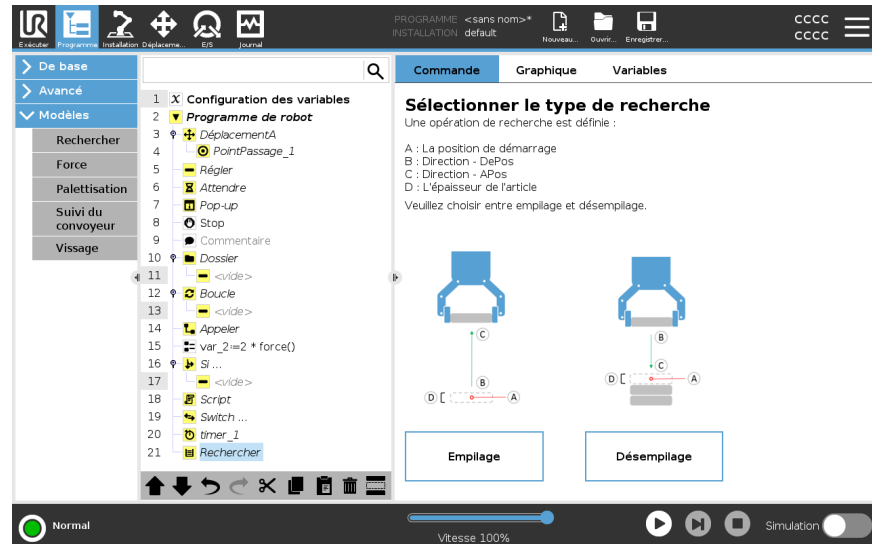 PROGRAMME <sans nom>*
INSTALLATION default
CCCC
CCCC
UR
Exécuter
Programme
Installation
Déplaceme...
E/S
Journal
Nouveau...
Ouvrir...
Enregistrer...
De base
Avancé
Modèles
Rechercher
Force
Palettisation
Suivi du
convoyeur
Vissage
1 X Configuration des variables
2 Programme de robot
3 DéplacementA
4 PointPassage_1
5 Régler
6 Attendre
7 Pop-up
8 Stop
9 Commentaire
10 Dossier
11 <vide>
12 Boucle
13 <vide>
14 Appeler
15 var_2:=2 * force()
16 Si ...
17 <vide>
18 Script
19 Switch ...
20 timer_1
21 Rechercher
Commande
Graphique
Variables
Sélectionner le type de recherche
Une opération de recherche est définie :
A : La position de démarrage
B : Direction - DePos
C : Direction - APos
D : L'épaisseur de l'article
Veuillez choisir entre empilage et désempilage.
C
B
D
A
B
C
D
A
Empilage
Désempilage
Normal
Vitesse 100%
Simulation